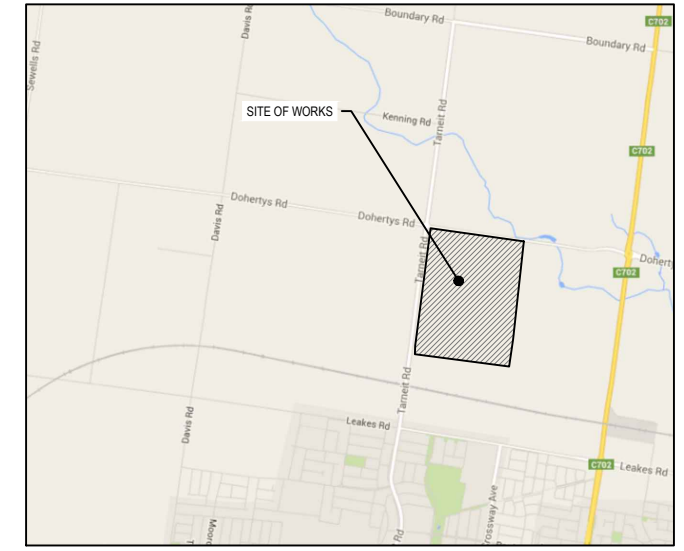 Boundary Rd
C702
Davis Rd
Boundary Rd
Sewells Rd
SITE OF WORKS
Kenning Rd
Tarneit Rd
C702
Dohertys Rd
Dohertys Rd
Davis Rd
Tarneit Rd
Doherty
C702
Tarneit Rd
Davis Rd
Leakes Rd
C702
Leakes Rd
rossway Ave
Moor
Rd